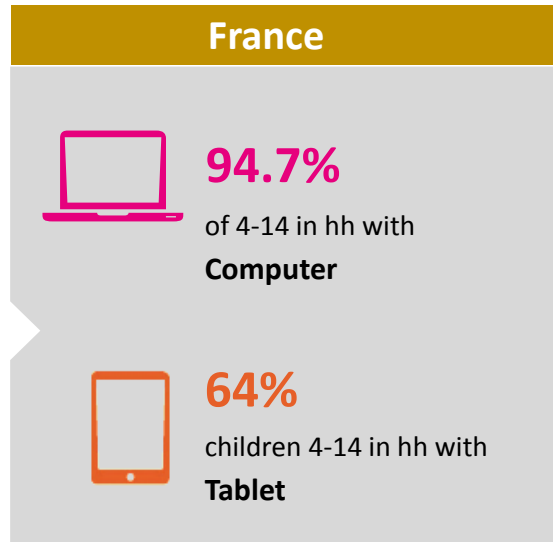 France
94.7%
of 4-14 in hh with
Computer
64%
children 4-14 in hh with
Tablet